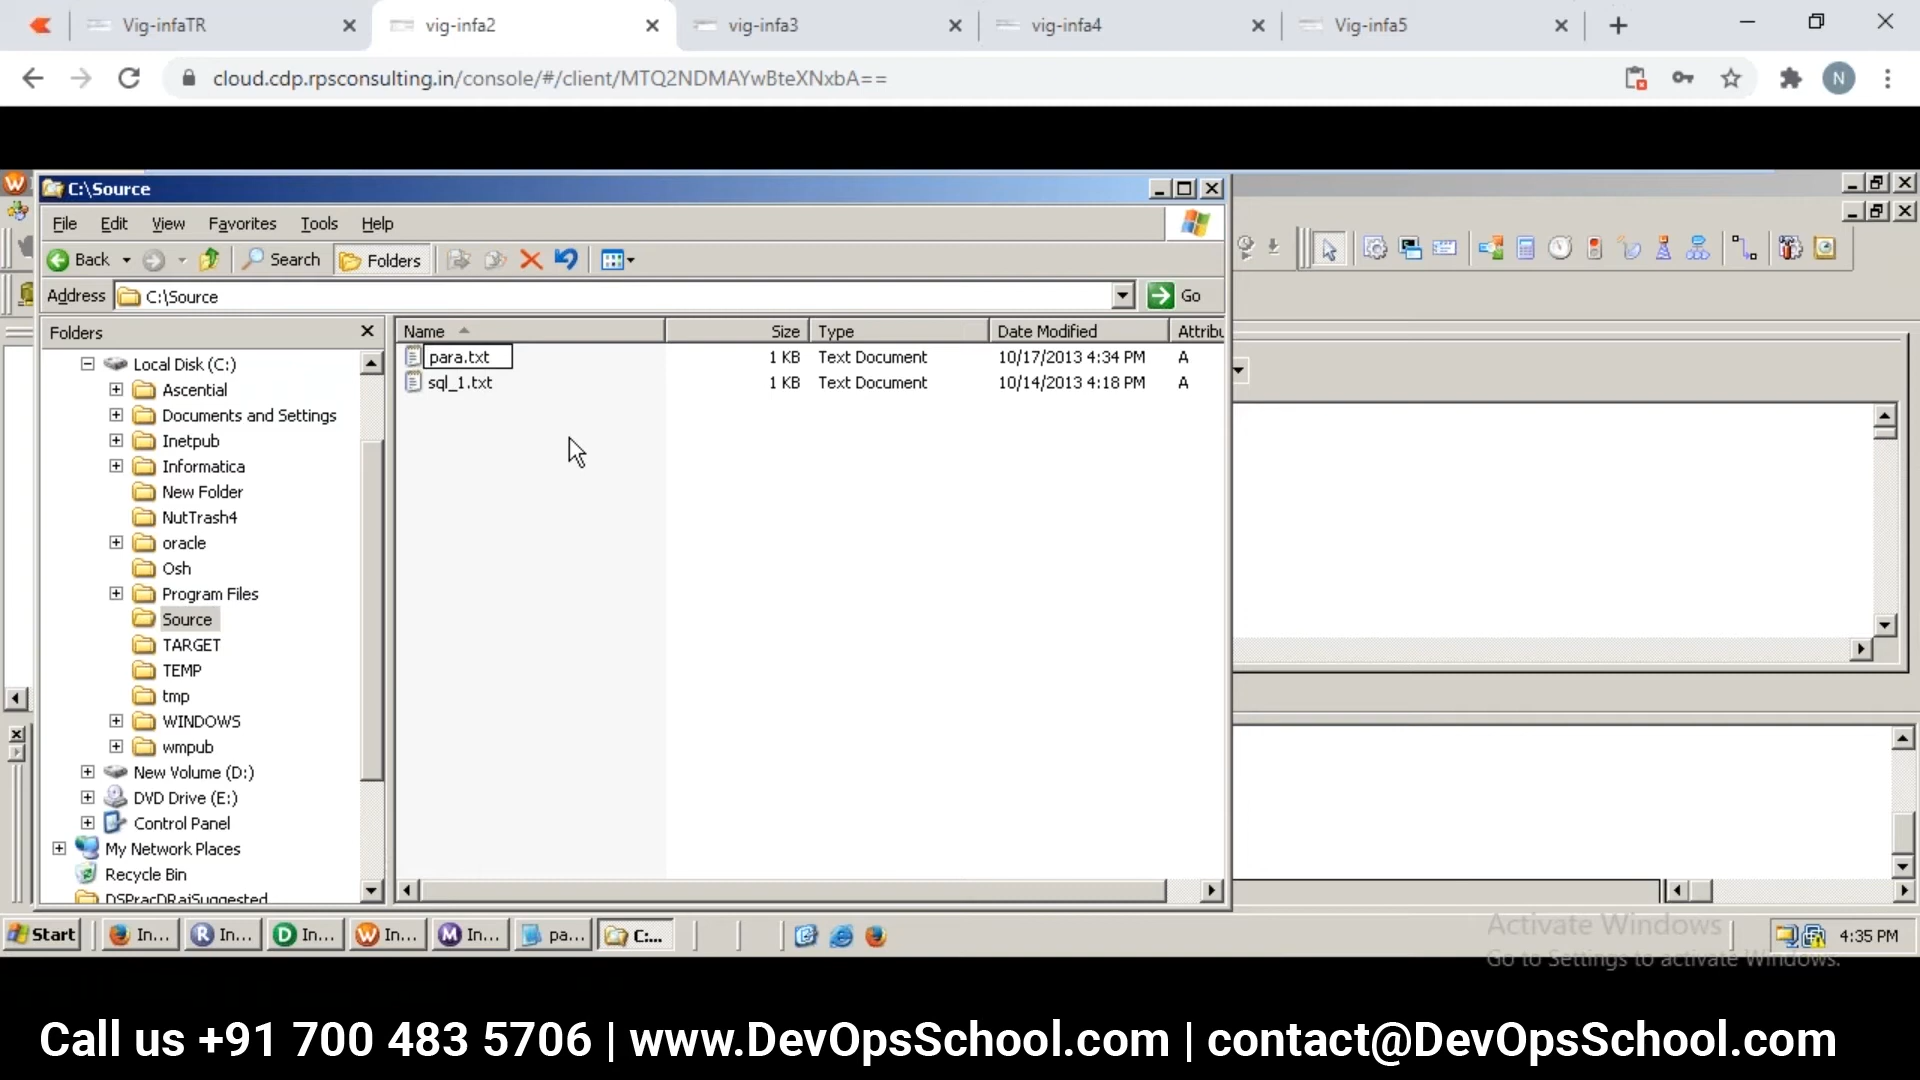 Vig-infaTR
vig-infa2
vig-infa3
vig-infa4
Vig-infa5
cloud.cdp.rpsconsulting.in/console/#/client/MTQ2NDMAYwBteXNxbA==
N
C:\Source
File Edit View Favorites Tools Help
Back Search Folders
Address C:\Source Go
Folders
Name Size Type Date Modified Attribu
para.txt 1 KB Text Document 10/17/2013 4:34 PM A
sql_1.txt 1 KB Text Document 10/14/2013 4:18 PM A
Local Disk (C:)
Ascential
Documents and Settings
Inetpub
Informatica
New Folder
NutTrash4
oracle
Osh
Program Files
Source
TARGET
TEMP
tmp
WINDOWS
wmpub
New Volume (D:)
DVD Drive (E:)
Control Panel
My Network Places
Recycle Bin
DSPracDRajSuggested
Start In... In... In... In... In... pa... C:... 4:35 PM
Activate Windows
Go to Settings to activate Windows.
Call us +91 700 483 5706 | www.DevOpsSchool.com | contact@DevOpsSchool.com